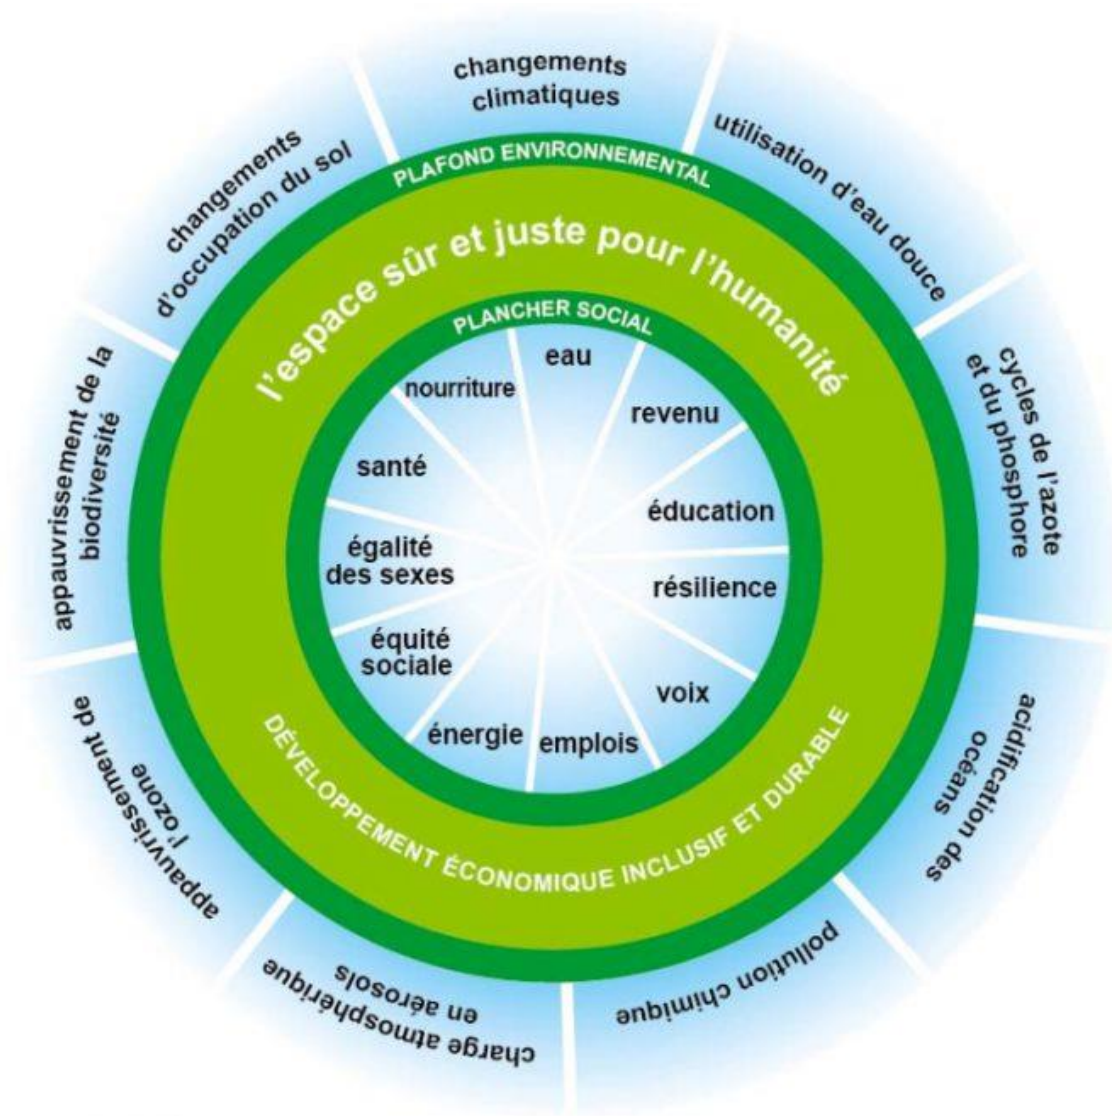 changements
climatiques
utilisation d'eau douce
cycles de l'azote
et du phosphore
acidification des
océans
pollution chimique
charge atmosphérique
en aérosols
appauvrissement de
l'ozone
appauvrissement de la
biodiversité
changements
d'occupation du sol
PLAFOND ENVIRONNEMENTAL
l'espace sûr et juste pour l'humanité
PLANCHER SOCIAL
eau
revenu
éducation
résilience
voix
emplois
énergie
équité
sociale
égalité
des sexes
santé
nourriture
DÉVELOPPEMENT ÉCONOMIQUE INCLUSIF ET DURABLE